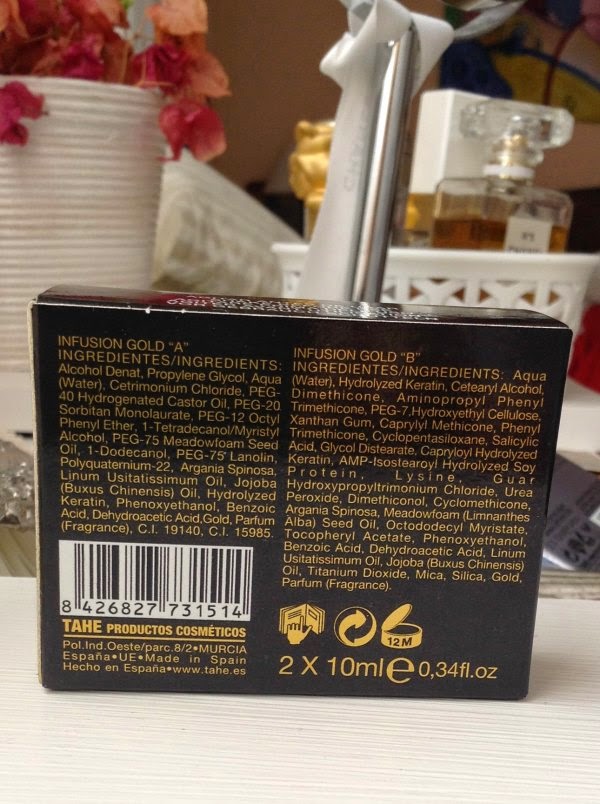 INFUSION GOLD "A"
INGREDIENTES/INGREDIENTS:
Alcohol Denat, Propylene Glycol, Aqua
(Water), Cetrimonium Chloride, PEG-
40 Hydrogenated Castor Oil, PEG-20
Sorbitan Monolaurate, PEG-12 Octyl
Phenyl Ether, 1-Tetradecanol/Myristyl
Alcohol, PEG-75 Meadowfoam Seed
Oil, 1-Dodecanol, PEG-75 Lanolin,
Polyquaternium-22, Argania Spinosa,
Linum Usitatissimum Oil, Jojoba
(Buxus Chinensis) Oil, Hydrolyzed
Keratin, Phenoxyethanol, Benzoic
Acid, Dehydroacetic Acid,Gold, Parfum
(Fragrance), C.I. 19140, C.I. 15985.
8 426827 731514
TAHE PRODUCTOS COSMÉTICOS
Pol.Ind.Oeste/parc.8/2•MURCIA
España•UE•Made in Spain
Hecho en España•www.tahe.es
INFUSION GOLD "B"
INGREDIENTES/INGREDIENTS: Aqua
(Water), Hydrolyzed Keratin, Cetearyl Alcohol,
Dimethicone, Aminopropyl Phenyl
Trimethicone, PEG-7,Hydroxyethyl Cellulose,
Xanthan Gum, Caprylyl Methicone, Phenyl
Trimethicone, Cyclopentasiloxane, Salicylic
Acid, Glycol Distearate, Capryloyl Hydrolyzed
Keratin, AMP-Isostearoyl Hydrolyzed Soy
Protein, Lysine, Guar
Hydroxypropyltrimonium Chloride, Urea
Peroxide, Dimethiconol, Cyclomethicone,
Argania Spinosa, Meadowfoam (Limnanthes
Alba) Seed Oil, Octododecyl Myristate,
Tocopheryl Acetate, Phenoxyethanol,
Benzoic Acid, Dehydroacetic Acid, Linum
Usitatissimum Oil, Jojoba (Buxus Chinensis)
Oil, Titanium Dioxide, Mica, Silica, Gold,
Parfum (Fragrance).
12M
2 X 10ml e 0,34fl.oz
N°5